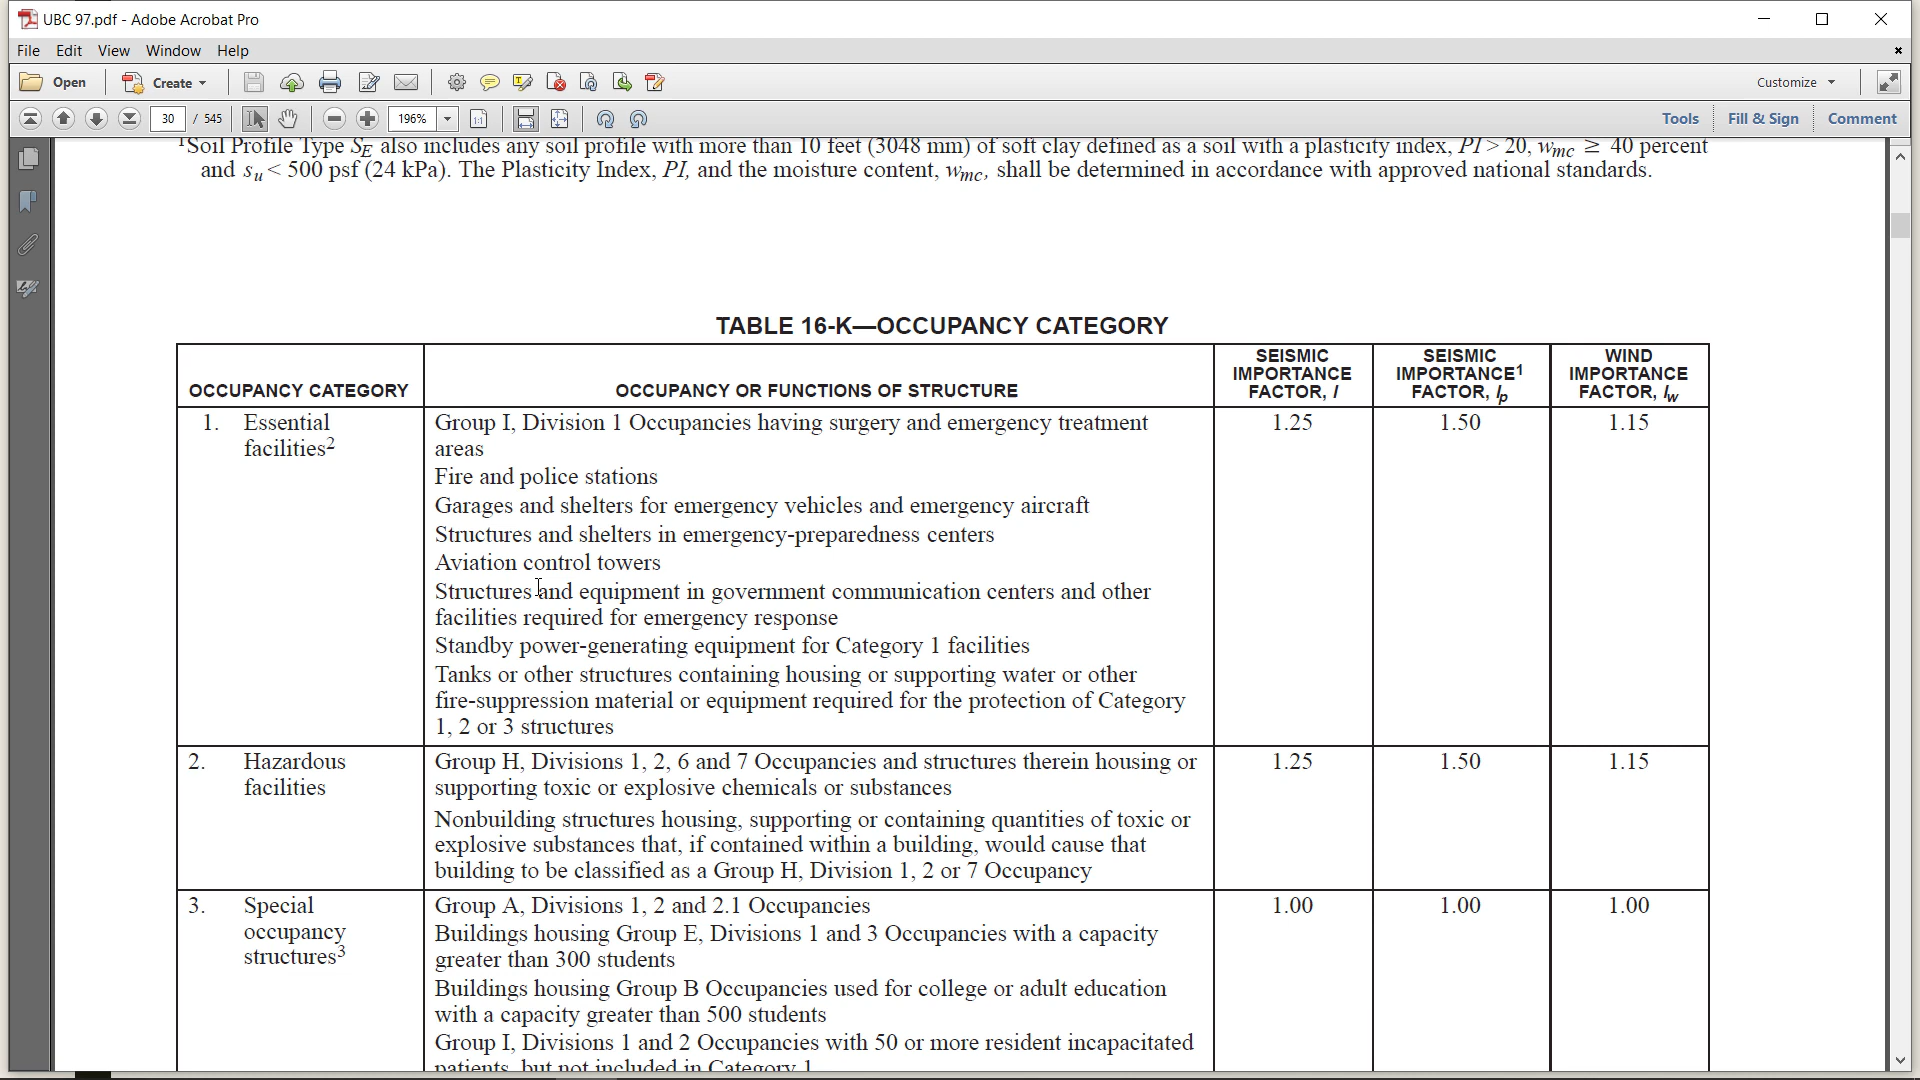 UBC 97.pdf - Adobe Acrobat Pro
File Edit View Window Help
Open Create Customize
30 / 545 196% Tools Fill & Sign Comment
1Soil Profile Type SE also includes any soil profile with more than 10 feet (3048 mm) of soft clay defined as a soil with a plasticity index, PI > 20, wmc ≥ 40 percent
and su < 500 psf (24 kPa). The Plasticity Index, PI, and the moisture content, wmc, shall be determined in accordance with approved national standards.
TABLE 16-K—OCCUPANCY CATEGORY
OCCUPANCY CATEGORY
OCCUPANCY OR FUNCTIONS OF STRUCTURE
SEISMIC
IMPORTANCE
FACTOR, I
SEISMIC
IMPORTANCE1
FACTOR, Ip
WIND
IMPORTANCE
FACTOR, Iw
1. Essential
facilities2
Group I, Division 1 Occupancies having surgery and emergency treatment
areas
Fire and police stations
Garages and shelters for emergency vehicles and emergency aircraft
Structures and shelters in emergency-preparedness centers
Aviation control towers
Structures and equipment in government communication centers and other
facilities required for emergency response
Standby power-generating equipment for Category 1 facilities
Tanks or other structures containing housing or supporting water or other
fire-suppression material or equipment required for the protection of Category
1, 2 or 3 structures
1.25
1.50
1.15
2. Hazardous
facilities
Group H, Divisions 1, 2, 6 and 7 Occupancies and structures therein housing or
supporting toxic or explosive chemicals or substances
Nonbuilding structures housing, supporting or containing quantities of toxic or
explosive substances that, if contained within a building, would cause that
building to be classified as a Group H, Division 1, 2 or 7 Occupancy
1.25
1.50
1.15
3. Special
occupancy
structures3
Group A, Divisions 1, 2 and 2.1 Occupancies
Buildings housing Group E, Divisions 1 and 3 Occupancies with a capacity
greater than 300 students
Buildings housing Group B Occupancies used for college or adult education
with a capacity greater than 500 students
Group I, Divisions 1 and 2 Occupancies with 50 or more resident incapacitated
patients, but not included in Category 1
1.00
1.00
1.00